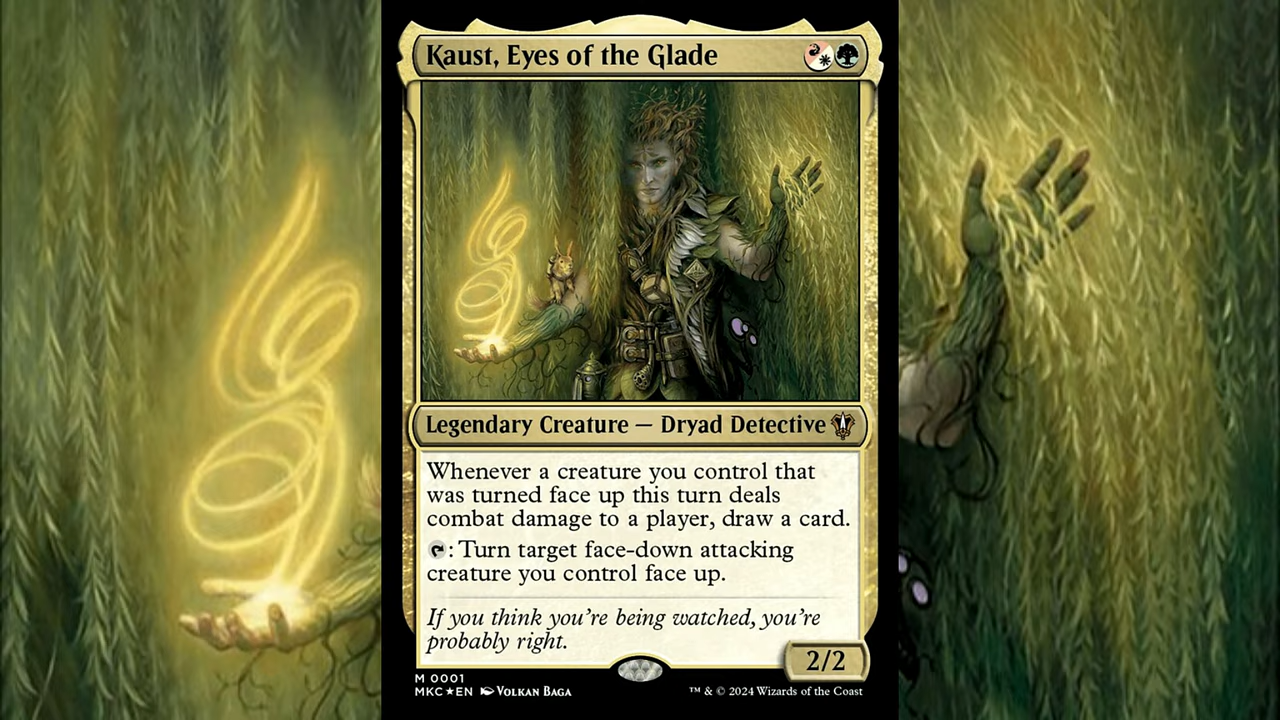 Kaust, Eyes of the Glade
Legendary Creature — Dryad Detective
Whenever a creature you control that
was turned face up this turn deals
combat damage to a player, draw a card.
: Turn target face-down attacking
creature you control face up.
If you think you're being watched, you're
probably right.
2/2
M 0001
MKC★EN VOLKAN BAGA
™ & © 2024 Wizards of the Coast